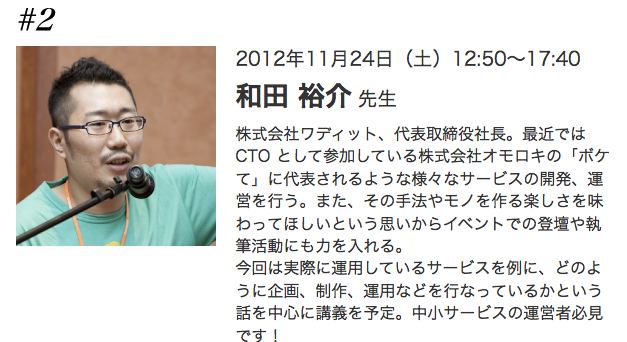 #2
2012年11月24日（土）12:50〜17:40
和田 裕介 先生
株式会社ワディット、代表取締役社長。最近では
CTO として参加している株式会社オモロキの「ボケ
て」に代表されるような様々なサービスの開発、運
営を行う。また、その手法やモノを作る楽しさを味
わってほしいという思いからイベントでの登壇や執
筆活動にも力を入れる。
今回は実際に運用しているサービスを例に、どのよ
うに企画、制作、運用などを行なっているかという
話を中心に講義を予定。中小サービスの運営者必見
です！